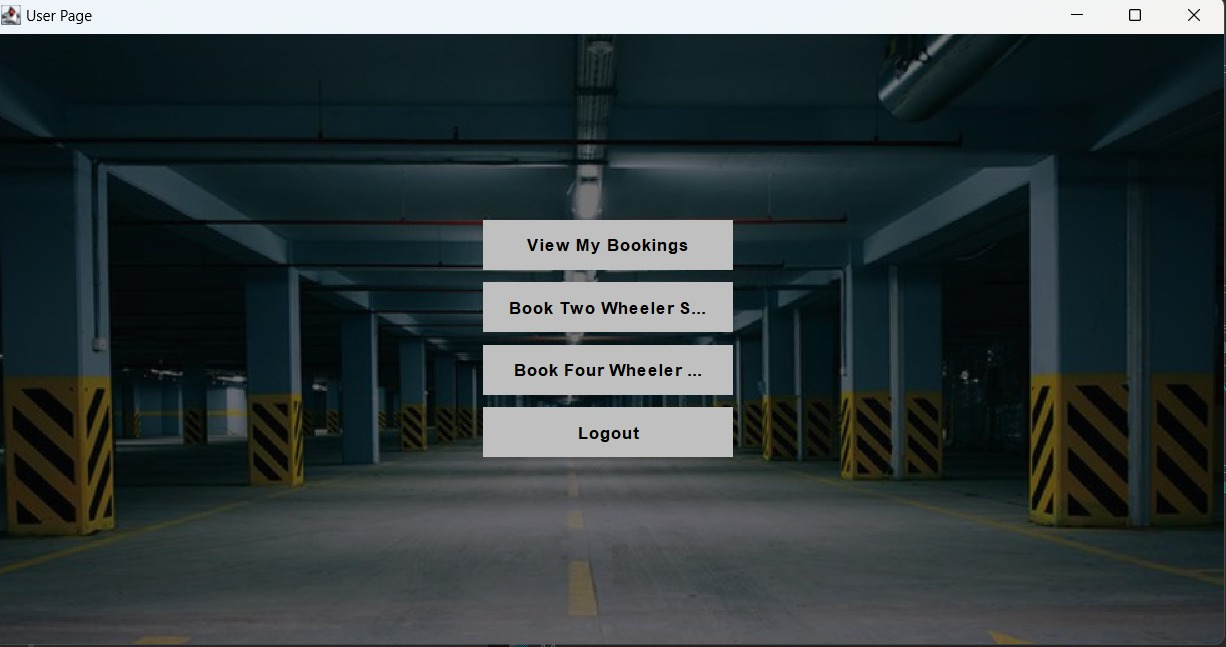 User Page
View My Bookings
Book Two Wheeler S...
Book Four Wheeler ...
Logout